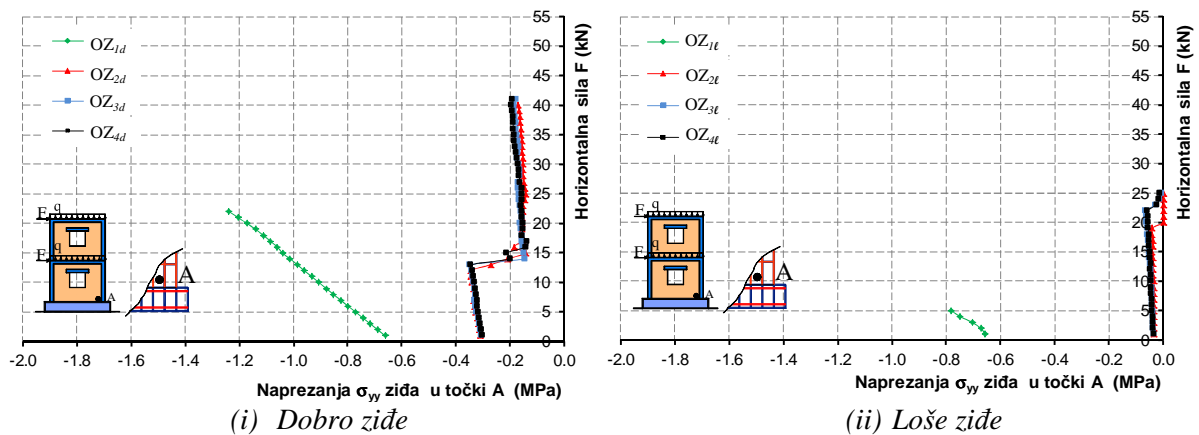 OZ1d
OZ2d
OZ3d
OZ4d
55
50
45
40
35
30
25
20
15
10
5
0
Horizontalna sila F (kN)
F q
F q
A
A
-2.0 -1.8 -1.6 -1.4 -1.2 -1.0 -0.8 -0.6 -0.4 -0.2 0.0
Naprezanja σyy ziđa u točki A (MPa)
(i) Dobro ziđe
OZ1ℓ
OZ2ℓ
OZ3ℓ
OZ4ℓ
55
50
45
40
35
30
25
20
15
10
5
0
Horizontalna sila F (kN)
F q
F q
A
A
-2.0 -1.8 -1.6 -1.4 -1.2 -1.0 -0.8 -0.6 -0.4 -0.2 0.0
Naprezanja σyy ziđa u točki A (MPa)
(ii) Loše ziđe